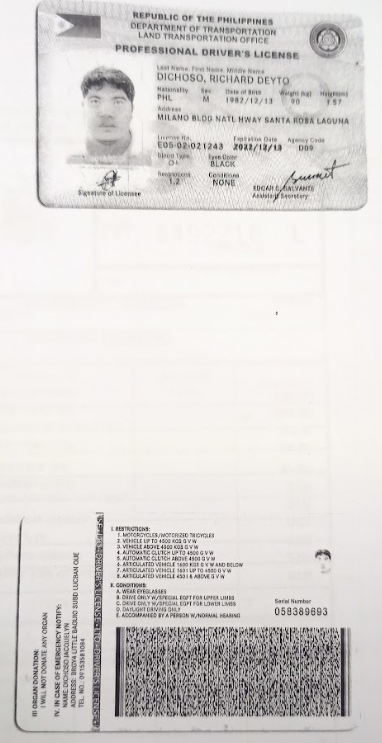 REPUBLIC OF THE PHILIPPINES
DEPARTMENT OF TRANSPORTATION
LAND TRANSPORTATION OFFICE
PROFESSIONAL DRIVER'S LICENSE
Last Name, First Name, Middle Name
DICHOSO, RICHARD DEYTO
Nationality Sex Date of Birth Weight (kg) Height(m)
PHL M 1982/12/13 90 1.57
Address
MILANO BLDG NATL HWAY SANTA ROSA LAGUNA
License No. Expiration Date Agency Code
E05-02-021243 2022/12/13 D09
Blood Type Eyes Color
O+ BLACK
Restrictions Conditions
1,2 NONE
Signature of Licensee
EDGAR C. GALVANTE
Assistant Secretary
III ORGAN DONATION:
I WILL NOT DONATE ANY ORGAN
IV. IN CASE OF EMERGENCY NOTIFY:
NAME: DICHOSO JACQUELYN
ADDRESS: BRGY4 LITTLE BAGUIO SUBD LUCBAN QUE
TEL. NO.:
I. RESTRICTIONS:
1. MOTORCYCLES/MOTORIZED TRICYCLES
2. VEHICLE UP TO 4500 KGS G V W
3. VEHICLE ABOVE 4500 KGS G V W
4. AUTOMATIC CLUTCH UP TO 4500 G V W
5. AUTOMATIC CLUTCH ABOVE 4500 G V W
6. ARTICULATED VEHICLE 1600 KGS G V W AND BELOW
7. ARTICULATED VEHICLE 1601 UP TO 4500 G V W
8. ARTICULATED VEHICLE 4501 & ABOVE G V W
II. CONDITIONS:
A. WEAR EYEGLASSES
B. DRIVE ONLY W/SPECIAL EQPT FOR UPPER LIMBS
C. DRIVE ONLY W/SPECIAL EQPT FOR LOWER LIMBS
D. DAYLIGHT DRIVING ONLY
E. ACCOMPANIED BY A PERSON W/NORMAL HEARING
Serial Number
058389693